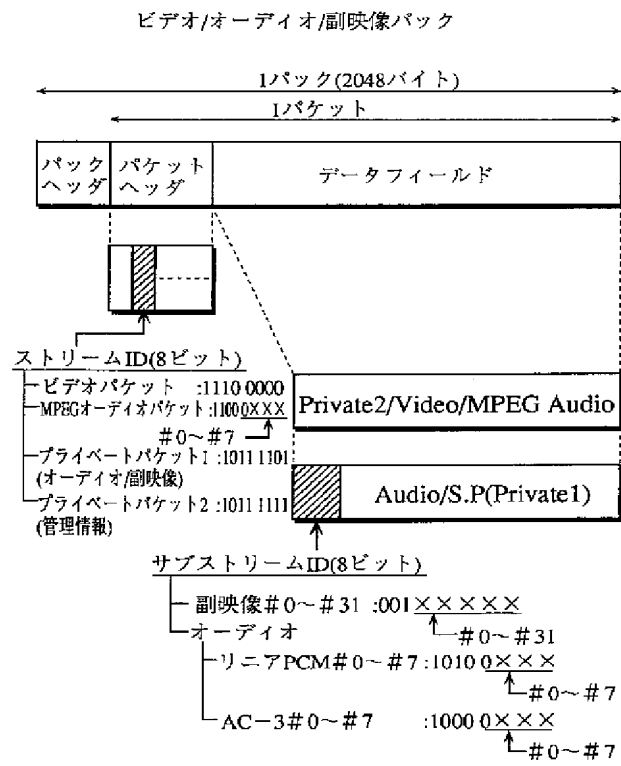 ビデオ/オーディオ/副映像パック
1パック(2048バイト)
1パケット
パック
ヘッダ
パケット
ヘッダ
データフィールド
ストリームID(8ビット)
ビデオパケット :1110 0000
MPEGオーディオパケット:1100 0XXX
#0~#7
プライベートパケット1 :1011 1101
(オーディオ/副映像)
プライベートパケット2 :1011 1111
(管理情報)
Private2/Video/MPEG Audio
Audio/S.P(Private1)
サブストリームID(8ビット)
副映像#0~#31 :001×××××
#0~#31
オーディオ
リニアPCM#0~#7:1010 0×××
#0~#7
AC-3#0~#7 :1000 0×××
#0~#7